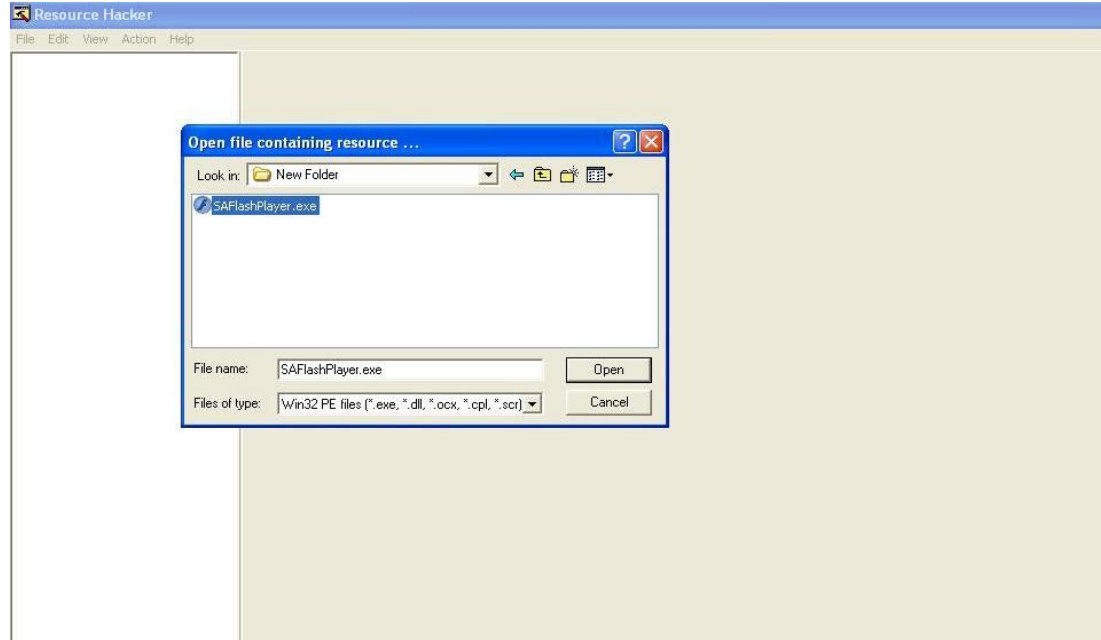 Resource Hacker
File Edit View Action Help
Open file containing resource ...
Look in: New Folder
SAFlashPlayer.exe
File name: SAFlashPlayer.exe Open
Files of type: Win32 PE files (*.exe, *.dll, *.ocx, *.cpl, *.scr) Cancel